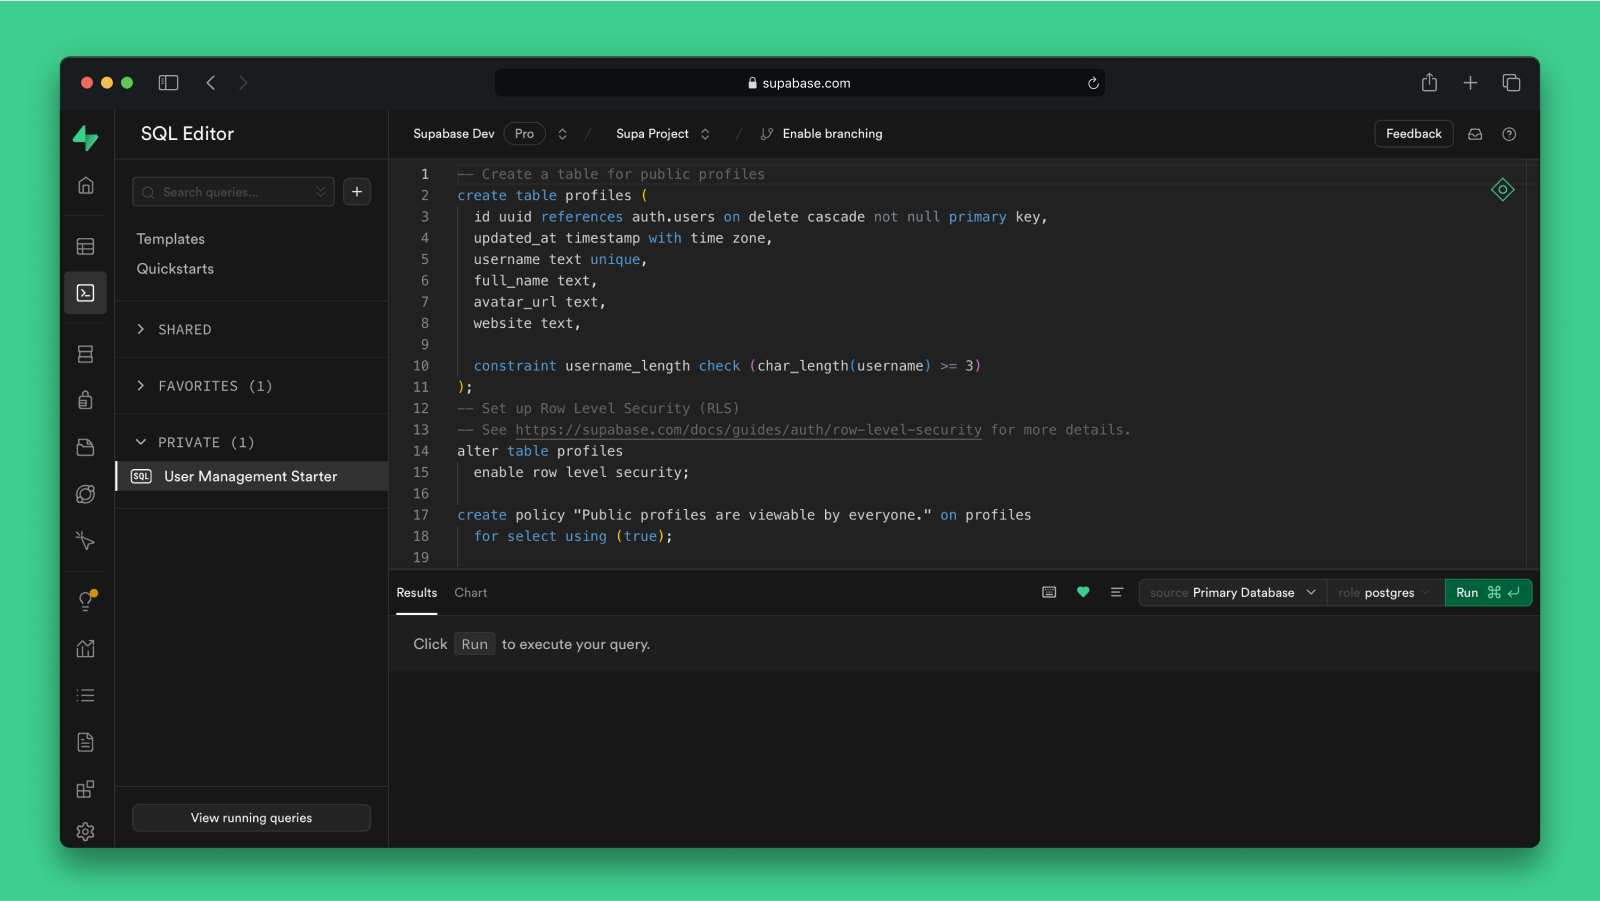 supabase.com
SQL Editor
Supabase Dev Pro / Supa Project / Enable branching
Feedback
Search queries...
Templates
Quickstarts
SHARED
FAVORITES (1)
PRIVATE (1)
SQL User Management Starter
View running queries
1 -- Create a table for public profiles
2 create table profiles (
3 id uuid references auth.users on delete cascade not null primary key,
4 updated_at timestamp with time zone,
5 username text unique,
6 full_name text,
7 avatar_url text,
8 website text,
9
10 constraint username_length check (char_length(username) >= 3)
11 );
12 -- Set up Row Level Security (RLS)
13 -- See https://supabase.com/docs/guides/auth/row-level-security for more details.
14 alter table profiles
15 enable row level security;
16
17 create policy "Public profiles are viewable by everyone." on profiles
18 for select using (true);
19
Results Chart
source Primary Database role postgres Run ⌘ ↵
Click Run to execute your query.